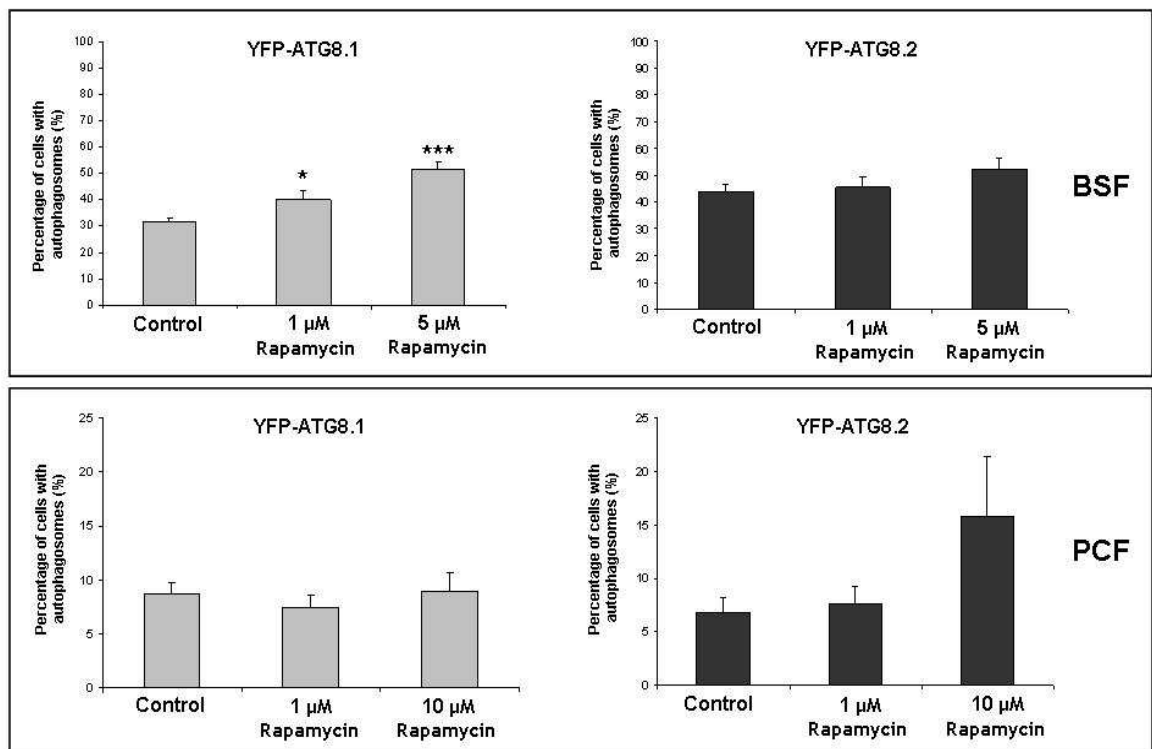 YFP-ATG8.1
Percentage of cells with
autophagosomes (%)
100
90
80
70
60
50
40
30
20
10
0
*
***
Control
1 µM
Rapamycin
5 µM
Rapamycin
YFP-ATG8.2
Percentage of cells with
autophagosomes (%)
100
90
80
70
60
50
40
30
20
10
0
Control
1 µM
Rapamycin
5 µM
Rapamycin
BSF
YFP-ATG8.1
Percentage of cells with
autophagosomes (%)
25
20
15
10
5
0
Control
1 µM
Rapamycin
10 µM
Rapamycin
YFP-ATG8.2
Percentage of cells with
autophagosomes (%)
25
20
15
10
5
0
Control
1 µM
Rapamycin
10 µM
Rapamycin
PCF